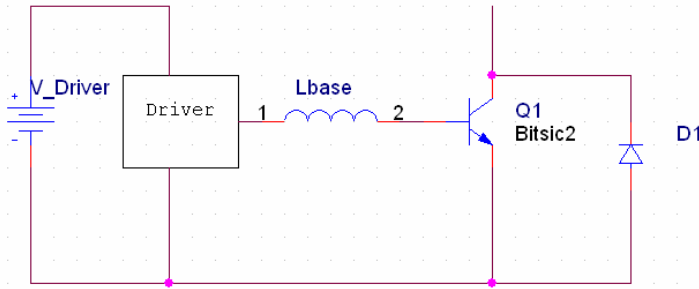 V_Driver
+
-
Driver
1
Lbase
2
Q1
Bitsic2
D1